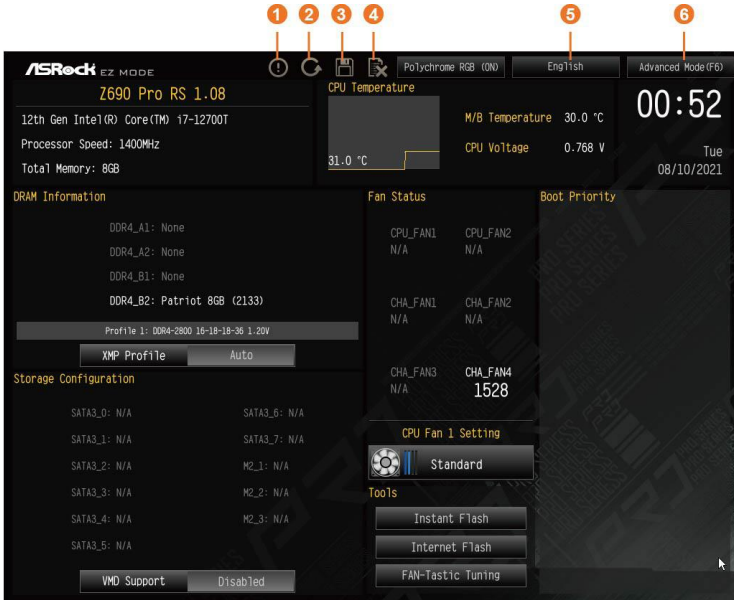 1 2 3 4 5 6
ASRock EZ MODE
Polychrome RGB (ON)
English
Advanced Mode(F6)
Z690 Pro RS 1.08
12th Gen Intel(R) Core(TM) i7-12700T
Processor Speed: 1400MHz
Total Memory: 8GB
CPU Temperature
31.0 °C
M/B Temperature 30.0 °C
CPU Voltage 0.768 V
00:52
Tue
08/10/2021
DRAM Information
DDR4_A1: None
DDR4_A2: None
DDR4_B1: None
DDR4_B2: Patriot 8GB (2133)
Profile 1: DDR4-2800 16-18-18-36 1.20V
XMP Profile Auto
Storage Configuration
SATA3_0: N/A SATA3_6: N/A
SATA3_1: N/A SATA3_7: N/A
SATA3_2: N/A M2_1: N/A
SATA3_3: N/A M2_2: N/A
SATA3_4: N/A M2_3: N/A
SATA3_5: N/A
VMD Support Disabled
Fan Status
CPU_FAN1 CPU_FAN2
N/A N/A
CHA_FAN1 CHA_FAN2
N/A N/A
CHA_FAN3 CHA_FAN4
N/A 1528
CPU Fan 1 Setting
Standard
Tools
Instant Flash
Internet Flash
FAN-Tastic Tuning
Boot Priority